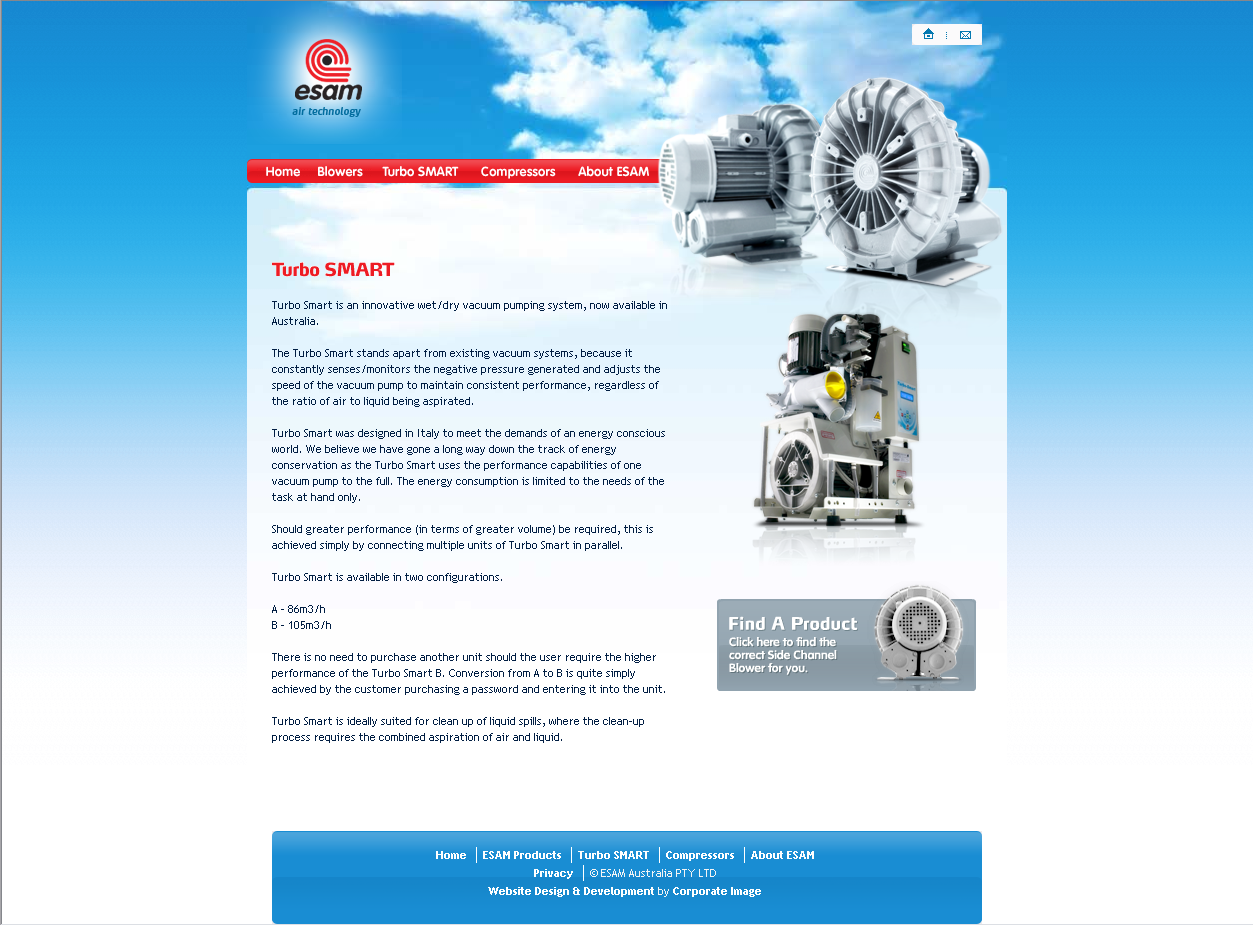 esam
air technology
Home Blowers Turbo SMART Compressors About ESAM
Turbo SMART
Turbo Smart is an innovative wet/dry vacuum pumping system, now available in
Australia.
The Turbo Smart stands apart from existing vacuum systems, because it
constantly senses/monitors the negative pressure generated and adjusts the
speed of the vacuum pump to maintain consistent performance, regardless of
the ratio of air to liquid being aspirated.
Turbo Smart was designed in Italy to meet the demands of an energy conscious
world. We believe we have gone a long way down the track of energy
conservation as the Turbo Smart uses the performance capabilities of one
vacuum pump to the full. The energy consumption is limited to the needs of the
task at hand only.
Should greater performance (in terms of greater volume) be required, this is
achieved simply by connecting multiple units of Turbo Smart in parallel.
Turbo Smart is available in two configurations.
A - 86m3/h
B - 105m3/h
There is no need to purchase another unit should the user require the higher
performance of the Turbo Smart B. Conversion from A to B is quite simply
achieved by the customer purchasing a password and entering it into the unit.
Turbo Smart is ideally suited for clean up of liquid spills, where the clean-up
process requires the combined aspiration of air and liquid.
Find A Product
Click here to find the
correct Side Channel
Blower for you.
Home ESAM Products Turbo SMART Compressors About ESAM
Privacy © ESAM Australia PTY LTD
Website Design & Development by Corporate Image